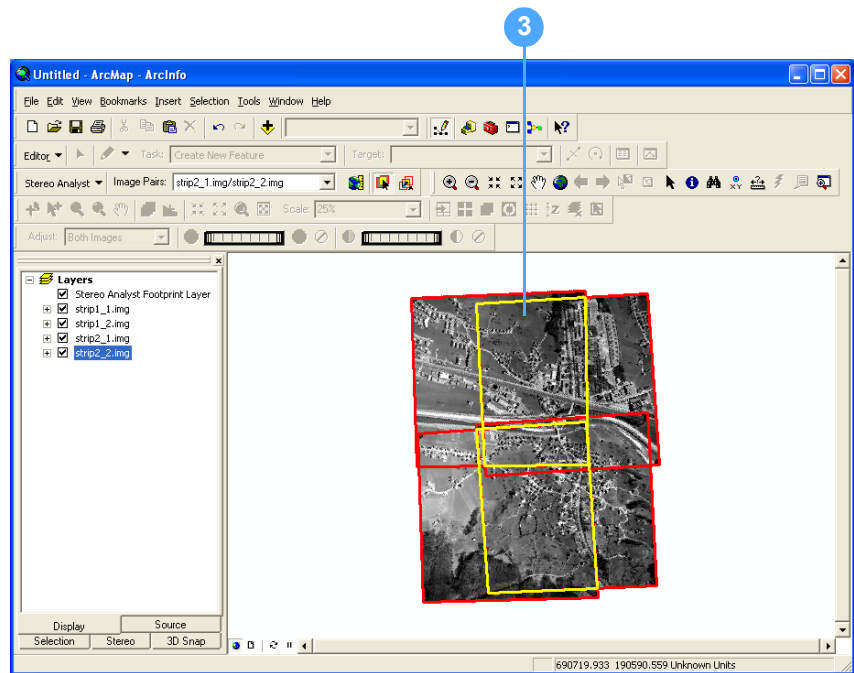 3
Untitled - ArcMap - ArcInfo
File Edit View Bookmarks Insert Selection Tools Window Help
Editor Task: Create New Feature Target:
Stereo Analyst Image Pairs: strip2_1.img/strip2_2.img
Scale: 25%
Adjust: Both Images
Layers
Stereo Analyst Footprint Layer
strip1_1.img
strip1_2.img
strip2_1.img
strip2_2.img
Display Source
Selection Stereo 3D Snap
690719.933 190590.559 Unknown Units